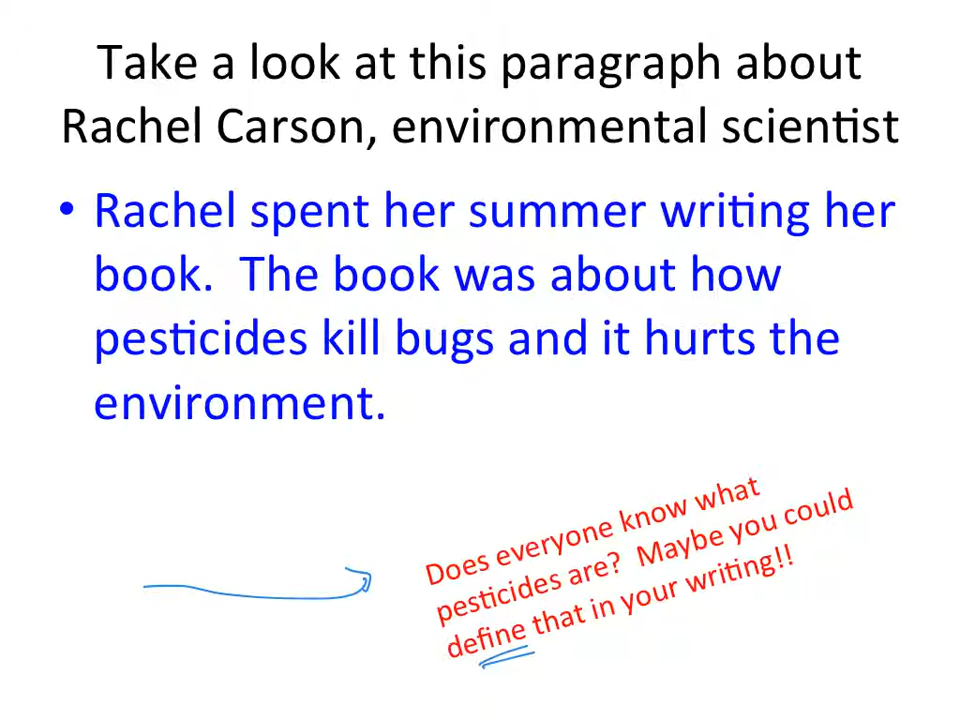 Take a look at this paragraph about
Rachel Carson, environmental scientist
• Rachel spent her summer writing her
book.  The book was about how
pesticides kill bugs and it hurts the
environment.
Does everyone know what
pesticides are?  Maybe you could
define that in your writing!!